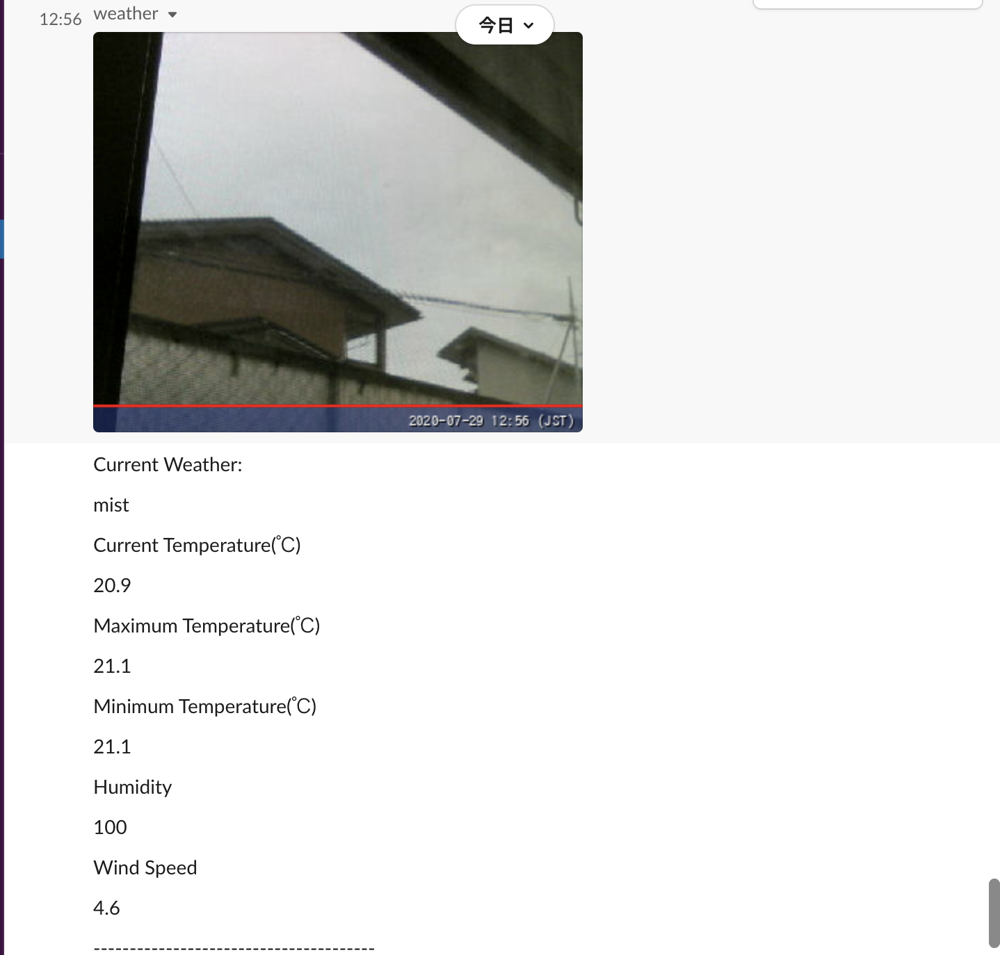 12:56 weather
今日
2020-07-29 12:56 (JST)
Current Weather:
mist
Current Temperature(℃)
20.9
Maximum Temperature(℃)
21.1
Minimum Temperature(℃)
21.1
Humidity
100
Wind Speed
4.6
---------------------------------------